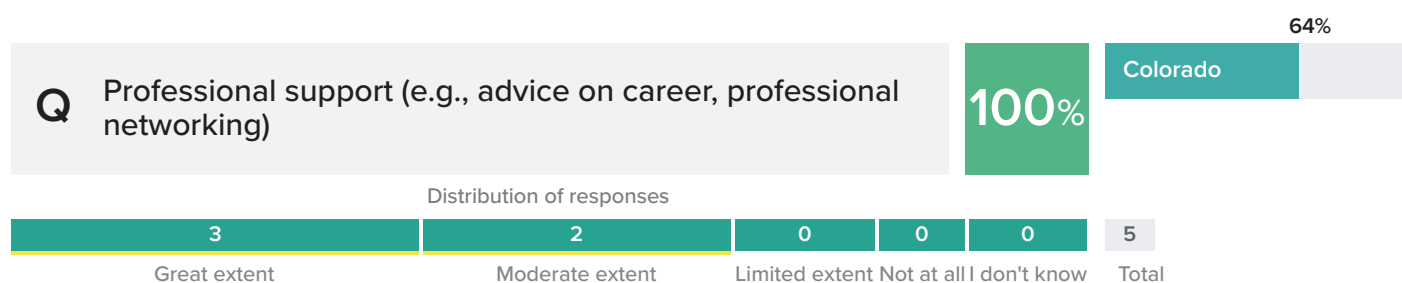 64%
Q
Professional support (e.g., advice on career, professional
networking)
100%
Colorado
Distribution of responses
3 2 0 0 0 5
Great extent Moderate extent Limited extent Not at all I don't know Total